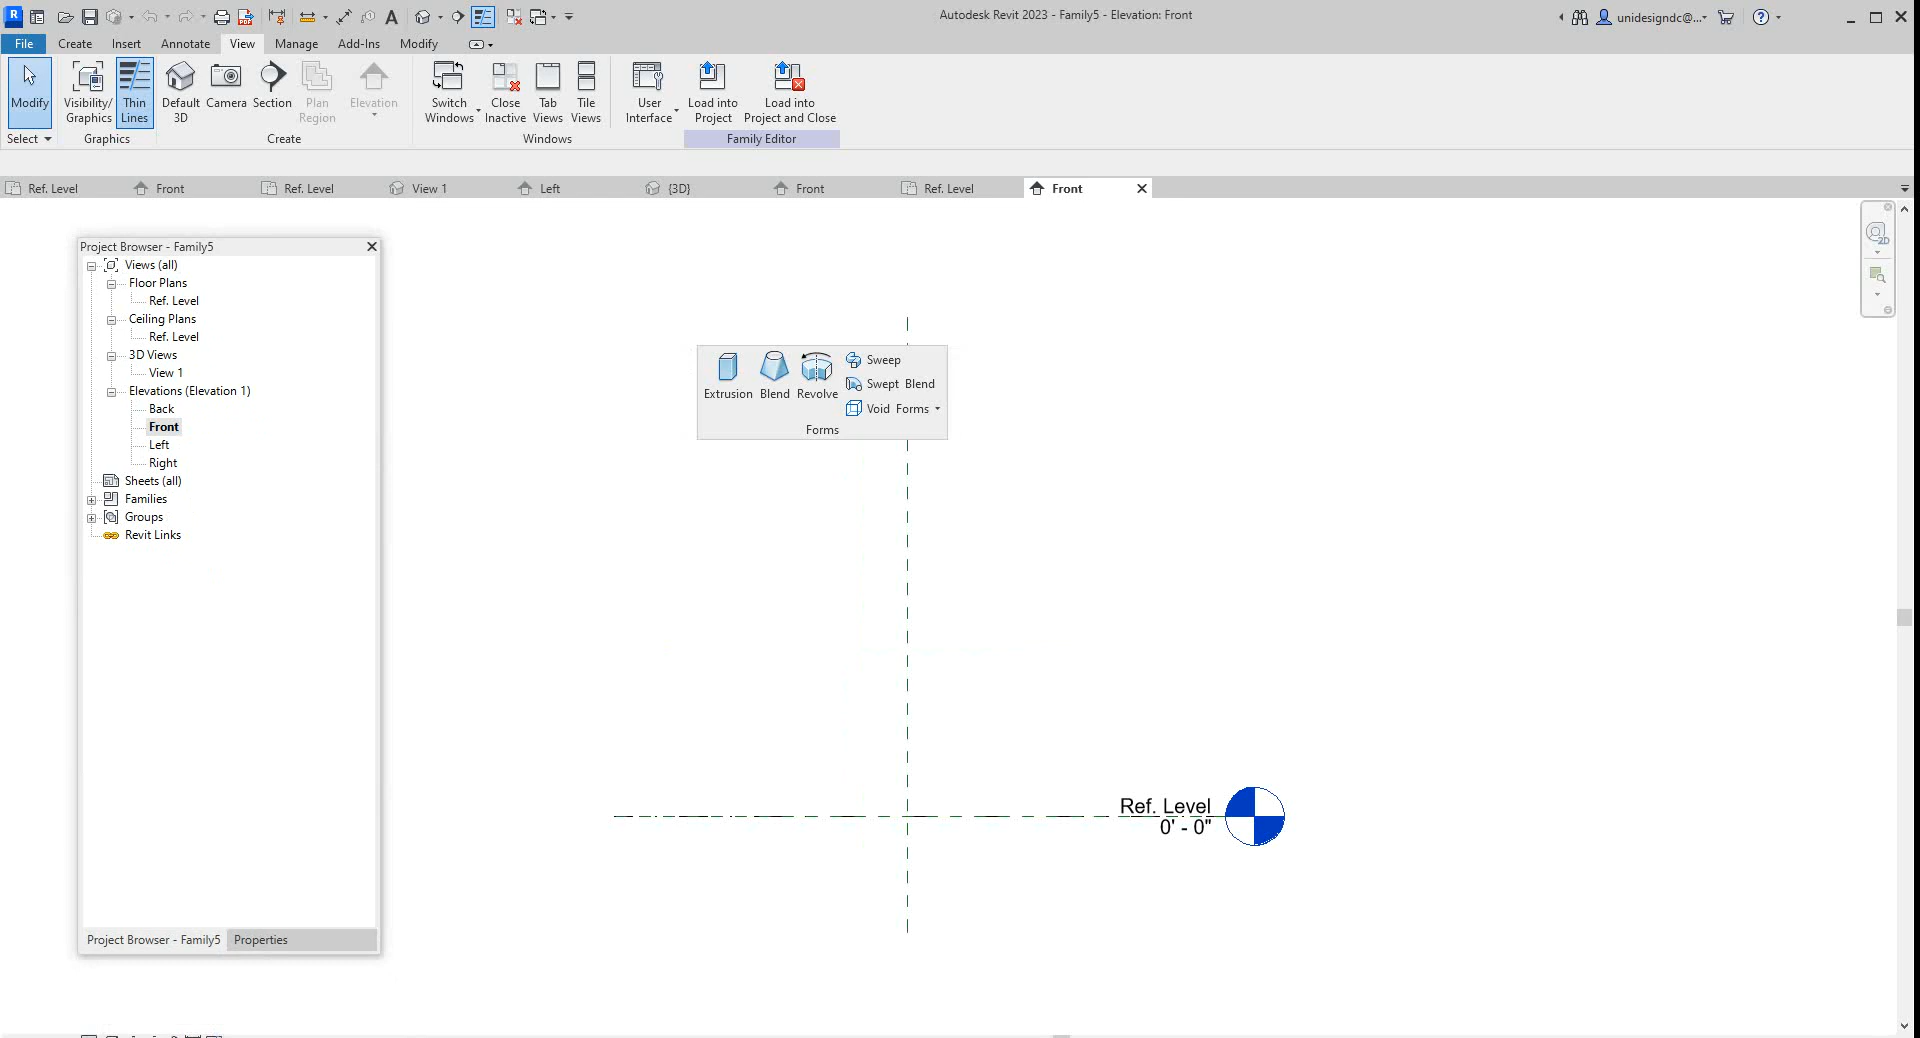 R Autodesk Revit 2023 - Family5 - Elevation: Front unidesigndc@...
File Create Insert Annotate View Manage Add-Ins Modify
Modify
Visibility/ Graphics
Thin Lines
Default 3D
Camera
Section
Plan Region
Elevation
Switch Windows
Close Inactive
Tab Views
Tile Views
User Interface
Load into Project
Load into Project and Close
Select Graphics Create Windows Family Editor
Ref. Level Front Ref. Level View 1 Left {3D} Front Ref. Level Front
2D
Project Browser - Family5
Views (all)
Floor Plans
Ref. Level
Ceiling Plans
Ref. Level
3D Views
View 1
Elevations (Elevation 1)
Back
Front
Left
Right
Sheets (all)
Families
Groups
Revit Links
Project Browser - Family5 Properties
Extrusion Blend Revolve
Sweep
Swept Blend
Void Forms
Forms
Ref. Level
0' - 0"